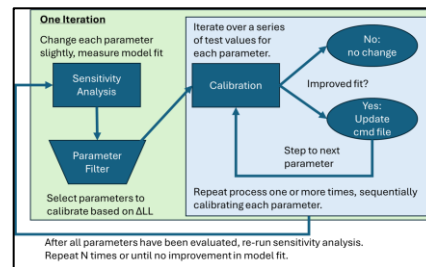 One Iteration
Change each parameter
slightly, measure model fit
Sensitivity
Analysis
Parameter
Filter
Select parameters to
calibrate based on ΔLL
Iterate over a series
of test values for
each parameter.
Calibration
No:
no change
Improved fit?
Yes:
Update
cmd file
Step to next
parameter
Repeat process one or more times, sequentially
calibrating each parameter.
After all parameters have been evaluated, re-run sensitivity analysis.
Repeat N times or until no improvement in model fit.